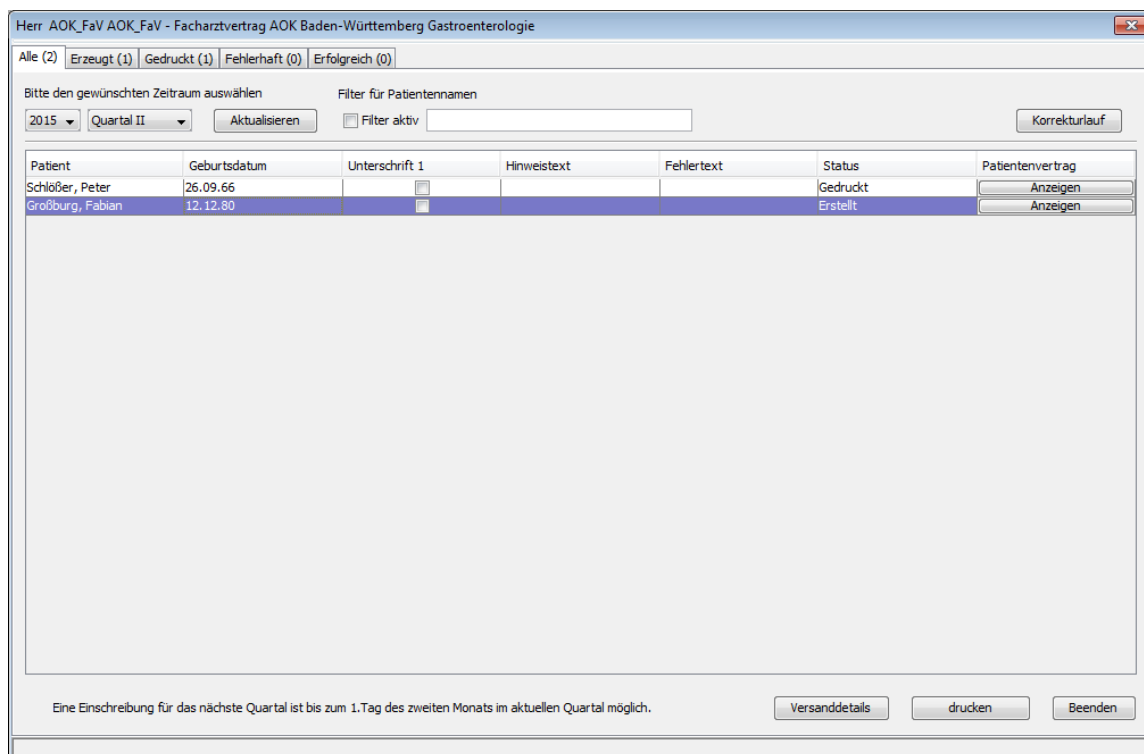 Herr AOK_FaV AOK_FaV - Facharztvertrag AOK Baden-Württemberg Gastroenterologie
Alle (2) Erzeugt (1) Gedruckt (1) Fehlerhaft (0) Erfolgreich (0)
Bitte den gewünschten Zeitraum auswählen Filter für Patientennamen
2015 Quartal II Aktualisieren Filter aktiv Korrekturlauf
Patient Geburtsdatum Unterschrift 1 Hinweistext Fehlertext Status Patientenvertrag
Schlößer, Peter 26.09.66 Gedruckt Anzeigen
Großburg, Fabian 12.12.80 Erstellt Anzeigen
Eine Einschreibung für das nächste Quartal ist bis zum 1.Tag des zweiten Monats im aktuellen Quartal möglich. Versanddetails drucken Beenden